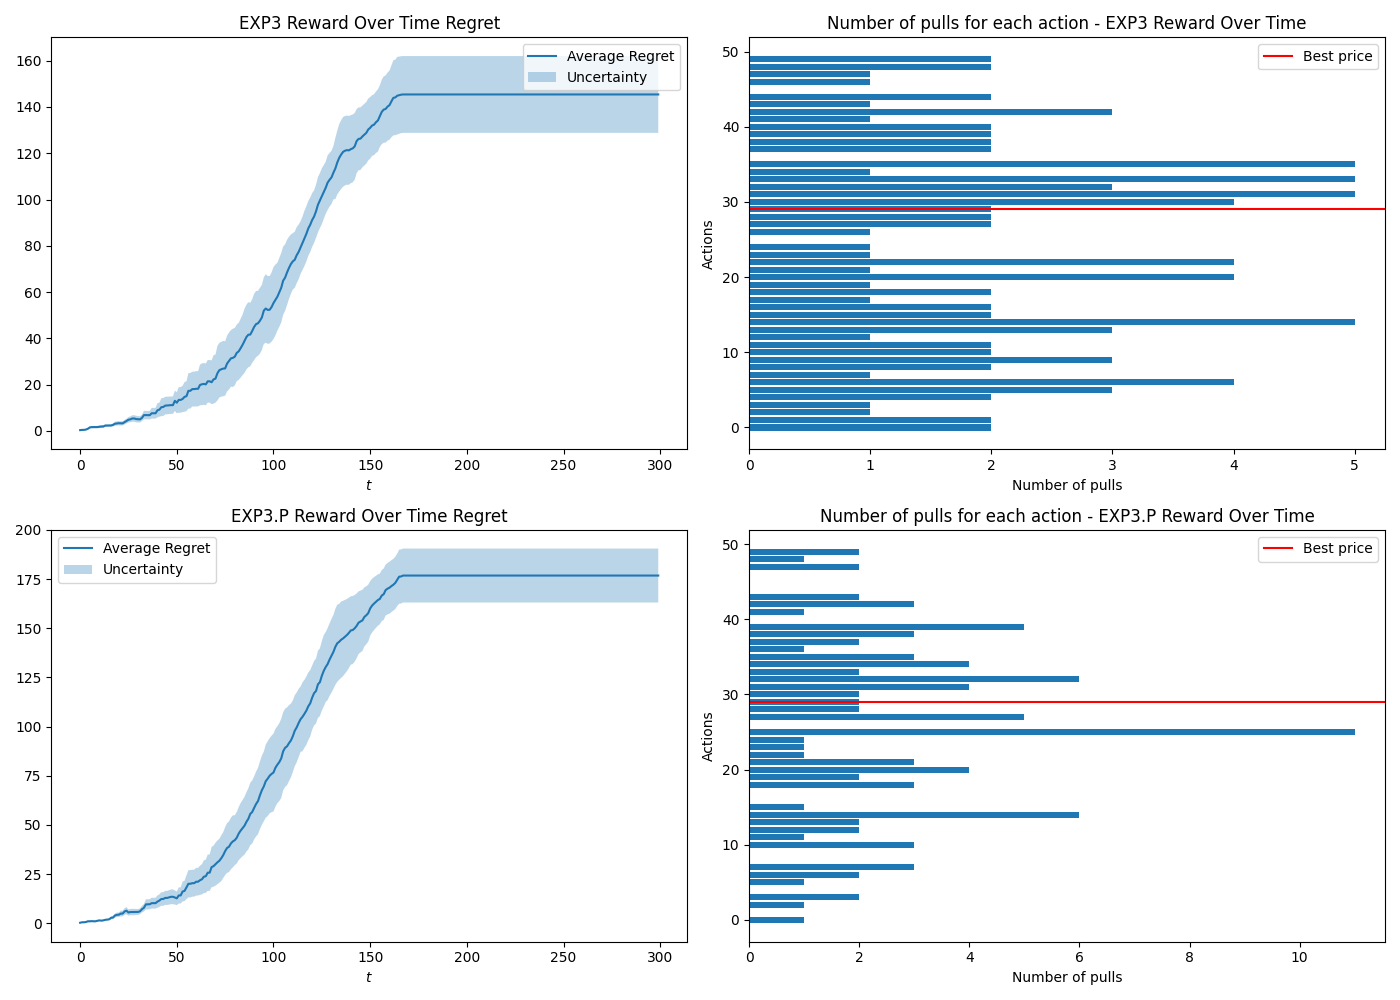 EXP3 Reward Over Time Regret
160
140
120
100
80
60
40
20
0
Average Regret
Uncertainty
0 50 100 150 200 250 300
t
Number of pulls for each action - EXP3 Reward Over Time
50
40
30
20
10
0
Actions
Best price
0 1 2 3 4 5
Number of pulls
EXP3.P Reward Over Time Regret
200
175
150
125
100
75
50
25
0
Average Regret
Uncertainty
0 50 100 150 200 250 300
t
Number of pulls for each action - EXP3.P Reward Over Time
50
40
30
20
10
0
Actions
Best price
0 2 4 6 8 10
Number of pulls